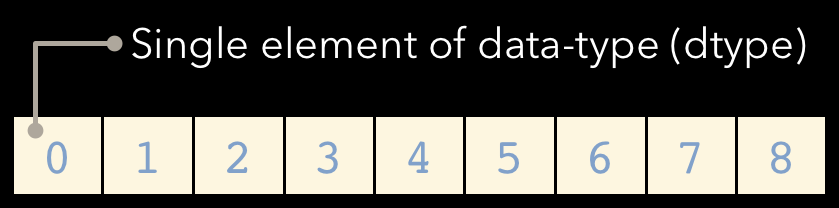 Single element of data-type (dtype)
0 1 2 3 4 5 6 7 8